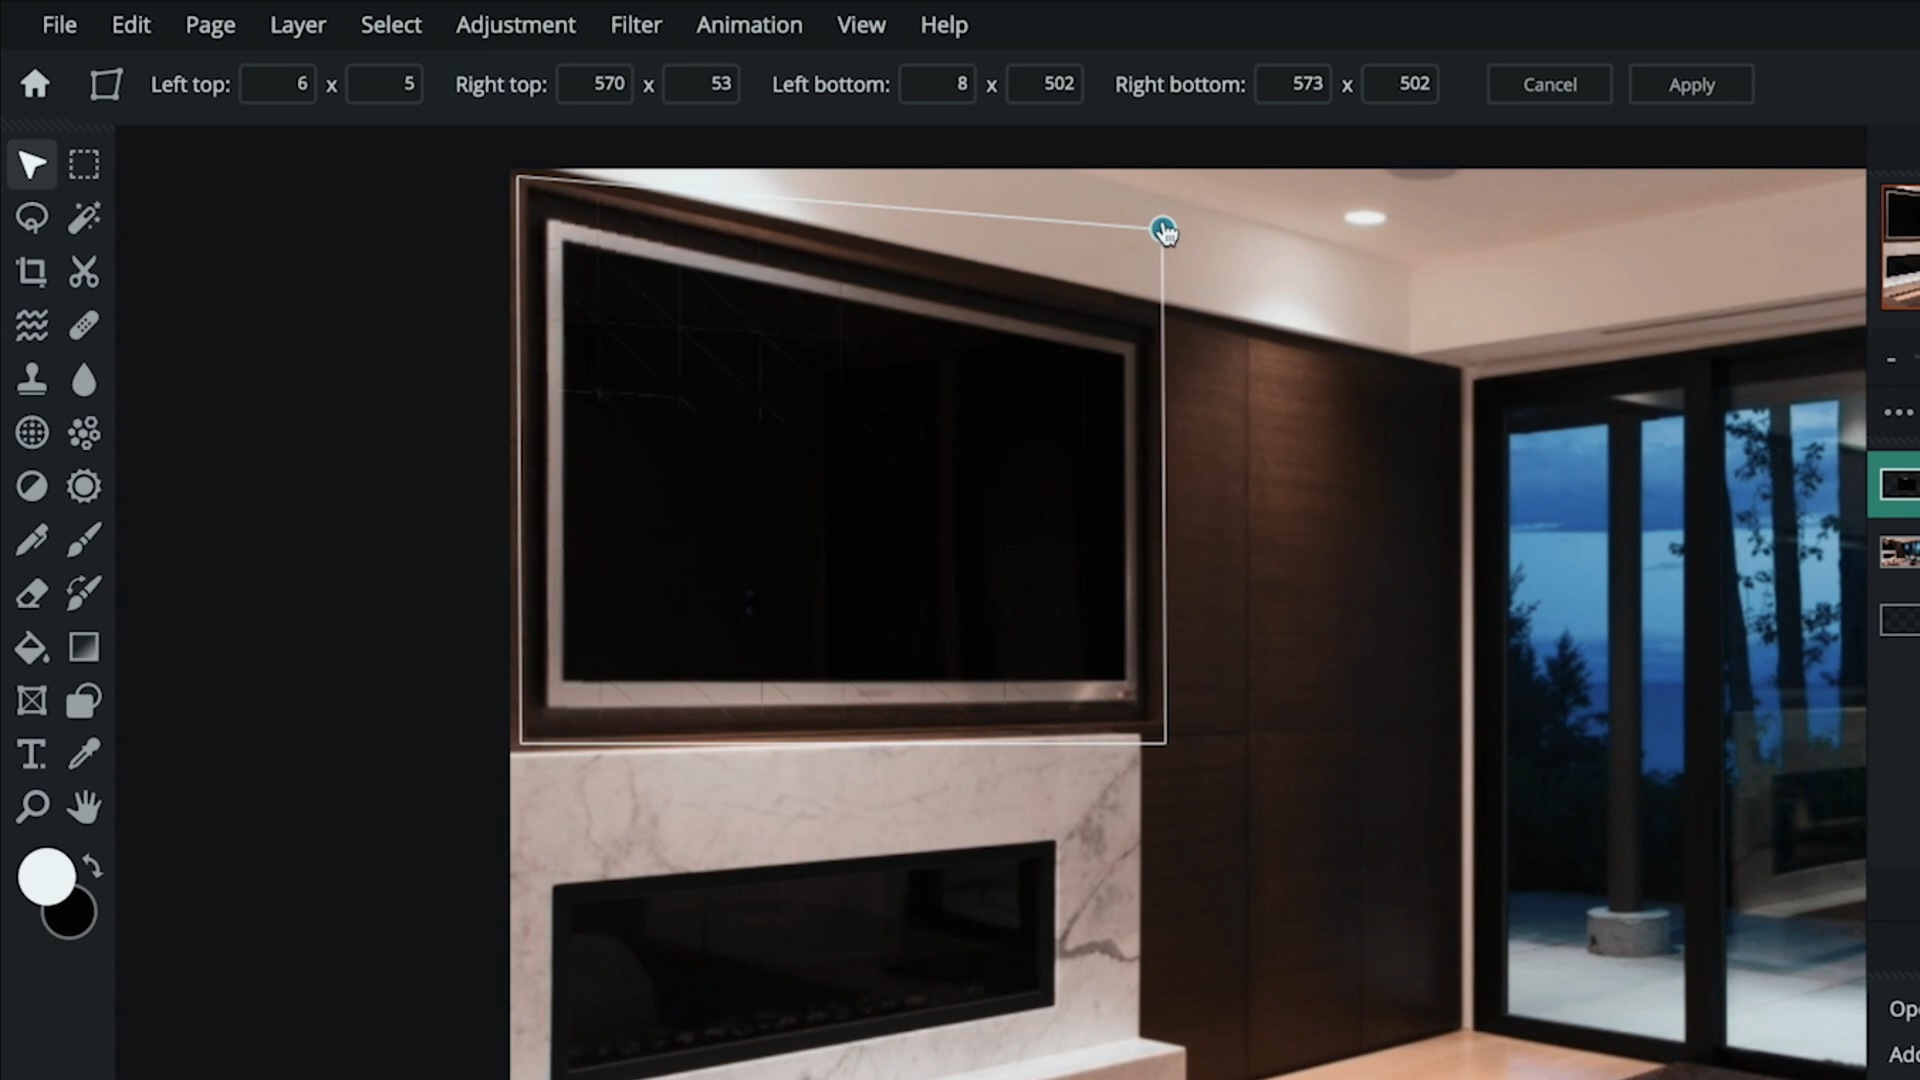 File Edit Page Layer Select Adjustment Filter Animation View Help
Left top: 6 x 5 Right top: 570 x 53 Left bottom: 8 x 502 Right bottom: 573 x 502 Cancel Apply